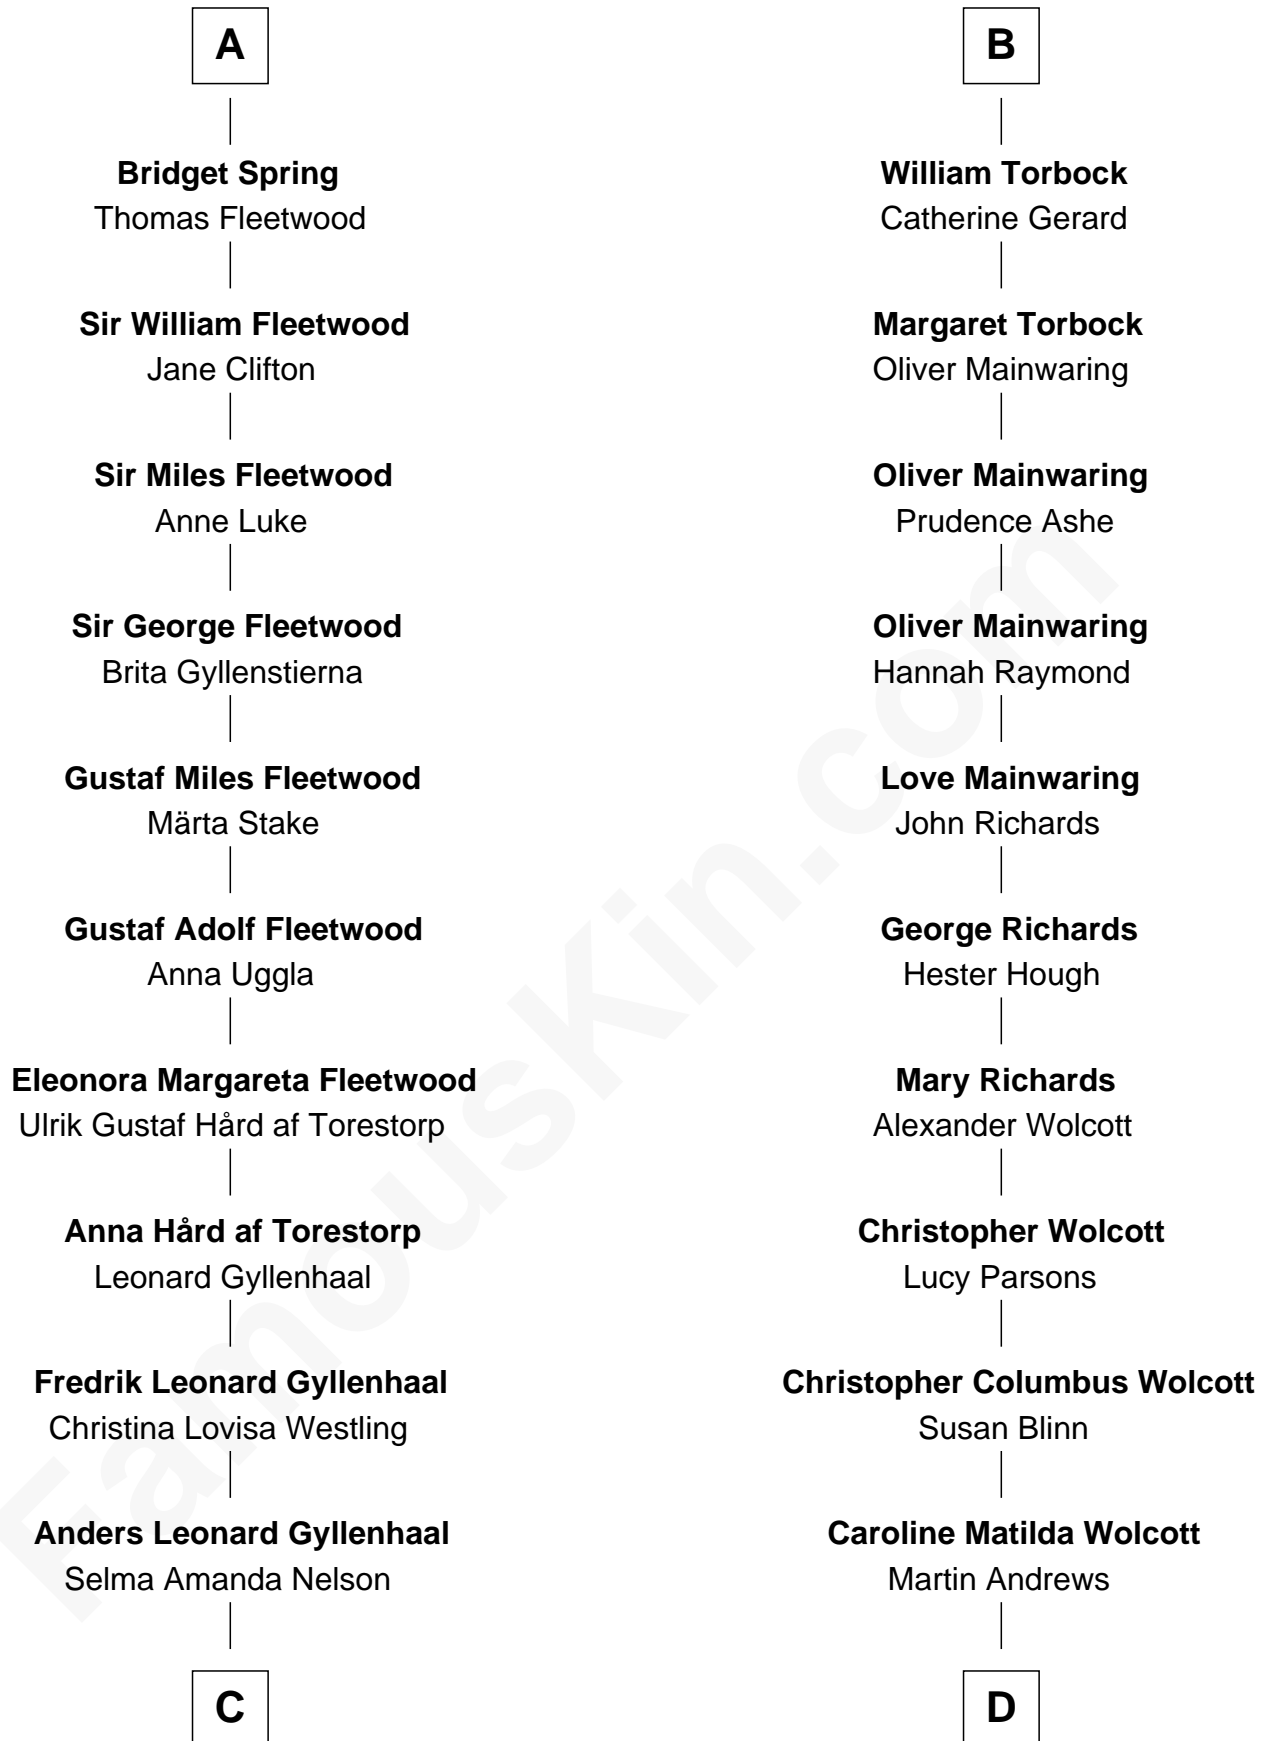 A
Bridget Spring
Thomas Fleetwood
Sir William Fleetwood
Jane Clifton
Sir Miles Fleetwood
Anne Luke
Sir George Fleetwood
Brita Gyllenstierna
Gustaf Miles Fleetwood
Märta Stake
Gustaf Adolf Fleetwood
Anna Uggla
Eleonora Margareta Fleetwood
Ulrik Gustaf Hård af Torestorp
Anna Hård af Torestorp
Leonard Gyllenhaal
Fredrik Leonard Gyllenhaal
Christina Lovisa Westling
Anders Leonard Gyllenhaal
Selma Amanda Nelson
C
B
William Torbock
Catherine Gerard
Margaret Torbock
Oliver Mainwaring
Oliver Mainwaring
Prudence Ashe
Oliver Mainwaring
Hannah Raymond
Love Mainwaring
John Richards
George Richards
Hester Hough
Mary Richards
Alexander Wolcott
Christopher Wolcott
Lucy Parsons
Christopher Columbus Wolcott
Susan Blinn
Caroline Matilda Wolcott
Martin Andrews
D
FamousKin.com